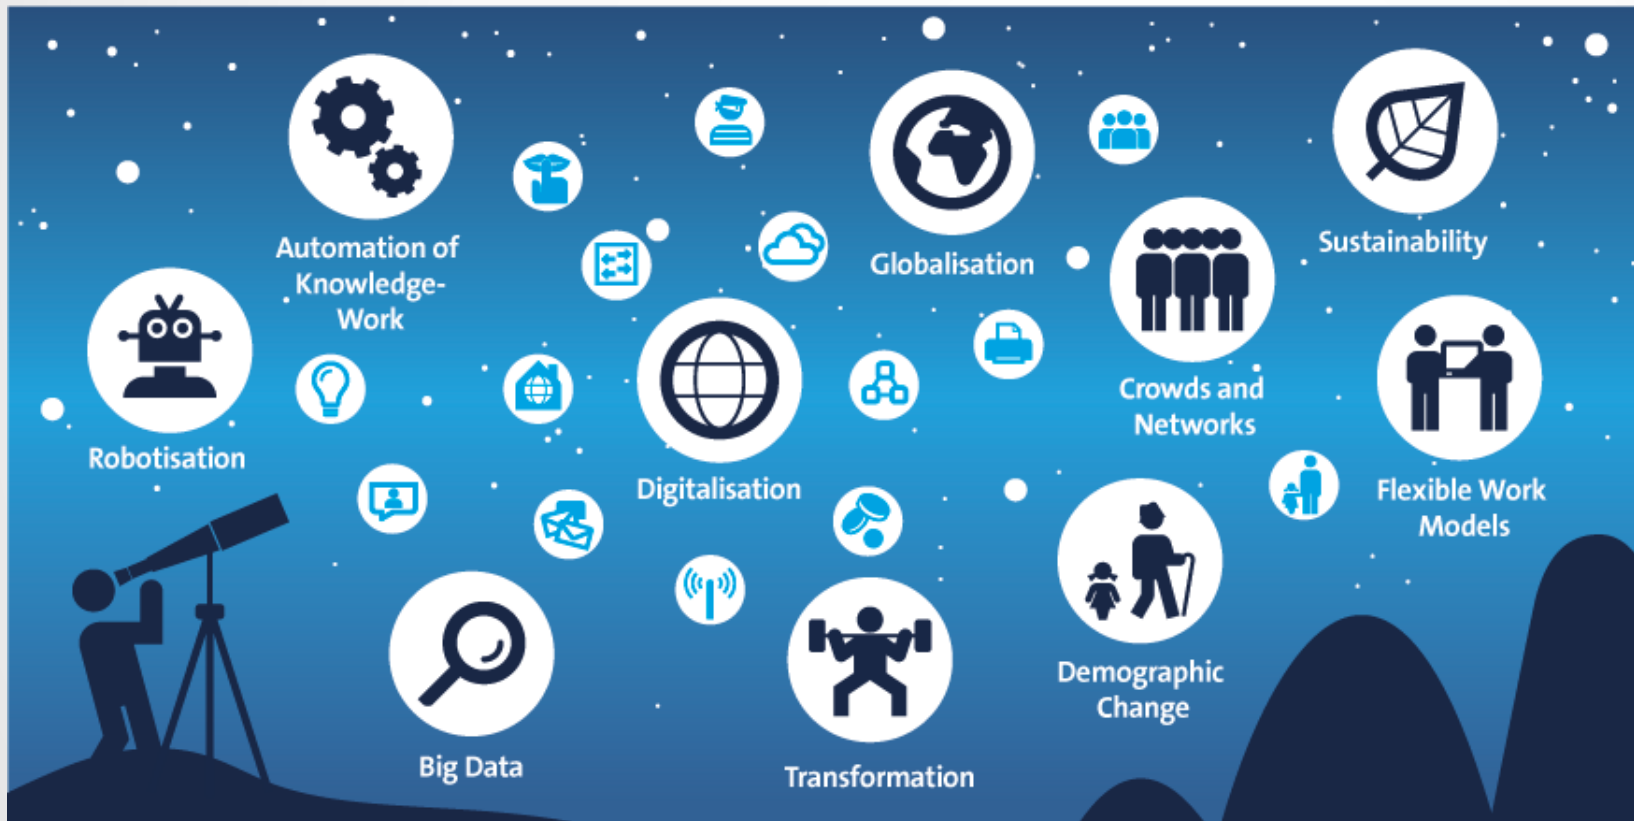 Automation of
Knowledge-
Work
Globalisation
Sustainability
Robotisation
Digitalisation
Crowds and
Networks
Flexible Work
Models
Big Data
Transformation
Demographic
Change